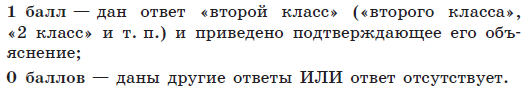 1 балл — дан ответ «второй класс» («второго класса»,
«2 класс» и т. п.) и приведено подтверждающее его объ-
яснение;
0 баллов — даны другие ответы ИЛИ ответ отсутствует.